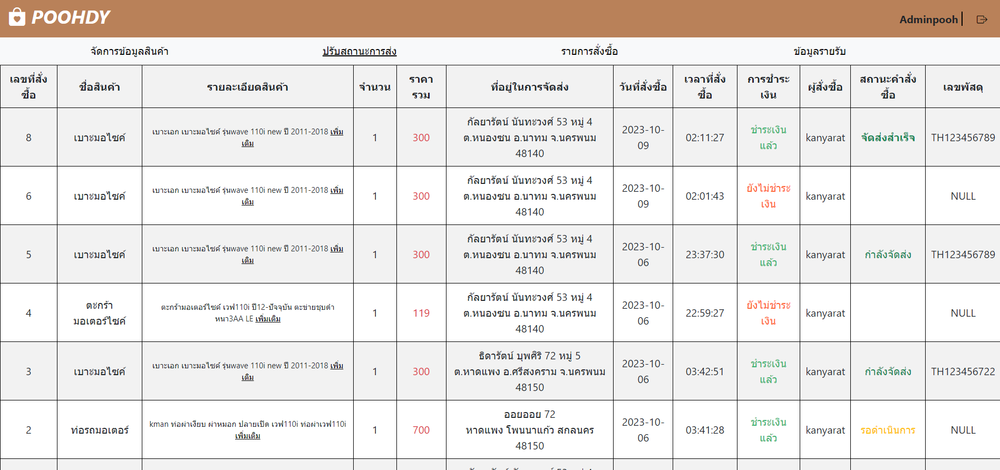 POOHDY
Adminpooh
จัดการข้อมูลสินค้า ปรับสถานะการส่ง รายการสั่งซื้อ ข้อมูลรายรับ
เลขที่สั่ง
ซื้อ
ชื่อสินค้า
รายละเอียดสินค้า
จำนวน
ราคา
รวม
ที่อยู่ในการจัดส่ง
วันที่สั่งซื้อ
เวลาที่สั่ง
ซื้อ
การชำระ
เงิน
ผู้สั่งซื้อ
สถานะคำสั่ง
ซื้อ
เลขพัสดุ
8
เบาะมอไซค์
เบาะเอก เบาะมอไซค์ รุ่นwave 110i new ปี 2011-2018 เพิ่ม
เติม
1
300
กัลยารัตน์ นันทะวงศ์ 53 หมู่ 4
ต.หนองซน อ.นาทม จ.นครพนม
48140
2023-10-
09
02:11:27
ชำระเงิน
แล้ว
kanyarat
จัดส่งสำเร็จ
TH123456789
6
เบาะมอไซค์
เบาะเอก เบาะมอไซค์ รุ่นwave 110i new ปี 2011-2018 เพิ่ม
เติม
1
300
กัลยารัตน์ นันทะวงศ์ 53 หมู่ 4
ต.หนองซน อ.นาทม จ.นครพนม
48140
2023-10-
09
02:01:43
ยังไม่ชำระ
เงิน
kanyarat
NULL
5
เบาะมอไซค์
เบาะเอก เบาะมอไซค์ รุ่นwave 110i new ปี 2011-2018 เพิ่ม
เติม
1
300
กัลยารัตน์ นันทะวงศ์ 53 หมู่ 4
ต.หนองซน อ.นาทม จ.นครพนม
48140
2023-10-
06
23:37:30
ชำระเงิน
แล้ว
kanyarat
กำลังจัดส่ง
TH123456789
4
ตะกร้า
มอเตอร์ไซค์
ตะกร้ามอเตอร์ไซค์ เวฟ110i ปี12-ปัจจุบัน ตะข่ายชุบดำ
หนา3AA LE เพิ่มเติม
1
119
กัลยารัตน์ นันทะวงศ์ 53 หมู่ 4
ต.หนองซน อ.นาทม จ.นครพนม
48140
2023-10-
06
22:59:27
ยังไม่ชำระ
เงิน
kanyarat
NULL
3
เบาะมอไซค์
เบาะเอก เบาะมอไซค์ รุ่นwave 110i new ปี 2011-2018 เพิ่ม
เติม
1
300
ธิดารัตน์ บุพศิริ 72 หมู่ 5
ต.หาดแพง อ.ศรีสงคราม จ.นครพนม
48150
2023-10-
06
03:42:51
ชำระเงิน
แล้ว
kanyarat
กำลังจัดส่ง
TH123456722
2
ท่อรถมอเตอร์
kman ท่อผ่าเงียบ ผ่าหมอก ปลายเปิด เวฟ110i ท่อผ่าเวฟ110i
เพิ่มเติม
1
700
ออยออย 72
หาดแพง โพนนาแก้ว สกลนคร
48150
2023-10-
06
03:41:28
ชำระเงิน
แล้ว
kanyarat
รอดำเนินการ
NULL